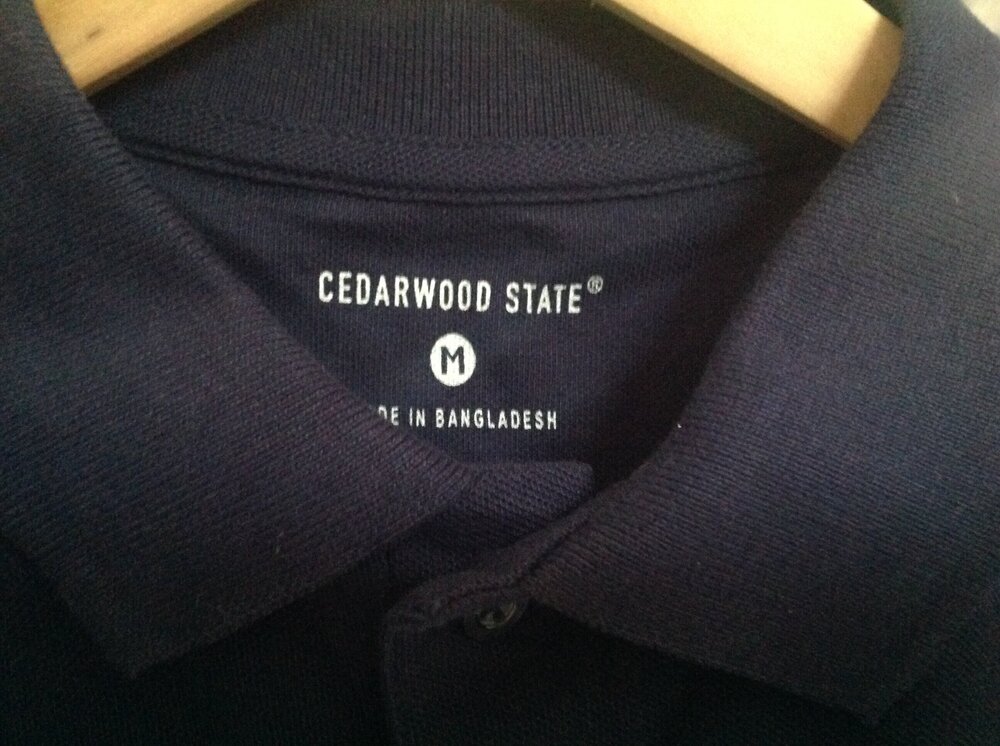 CEDARWOOD STATE®
M
DE IN BANGLADESH